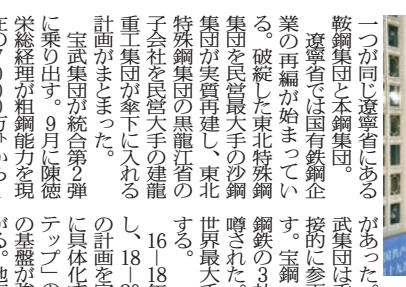 一つが同じ遼寧省にある
鞍鋼集団と本鋼集団。
　遼寧省では国有鉄鋼企
業の再編が始まってい
る。破綻した東北特殊鋼
集団を民営最大手の沙鋼
集団が実質再建し、東北
特殊鋼集団の黒龍江省の
子会社を民営大手の建龍
重工集団が傘下に入れる
計画がまとまった。
　宝武集団が統合第2弾
に乗り出す。9月に陳徳
栄総経理が粗鋼能力を現
があった。
武集団は
接的に参
す。宝鋼
鋼鉄の3
噂された。
世界最大
する。
　16―18年
し、18―2
の計画を
に具体化
テップ」の
の基盤が